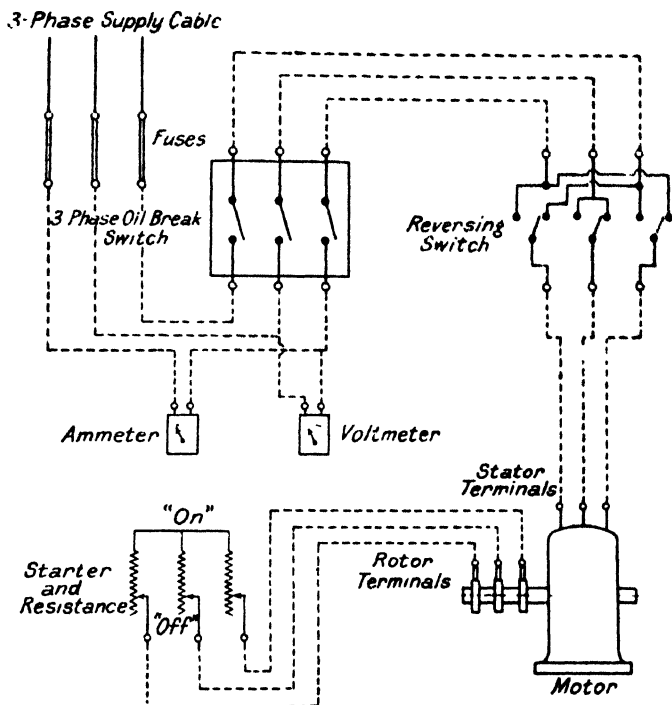 3-Phase Supply Cable
Fuses
3 Phase Oil Break
Switch
Reversing
Switch
Ammeter
Voltmeter
Stator
Terminals
"On"
Rotor
Terminals
Starter
and
Resistance
"Off"
Motor